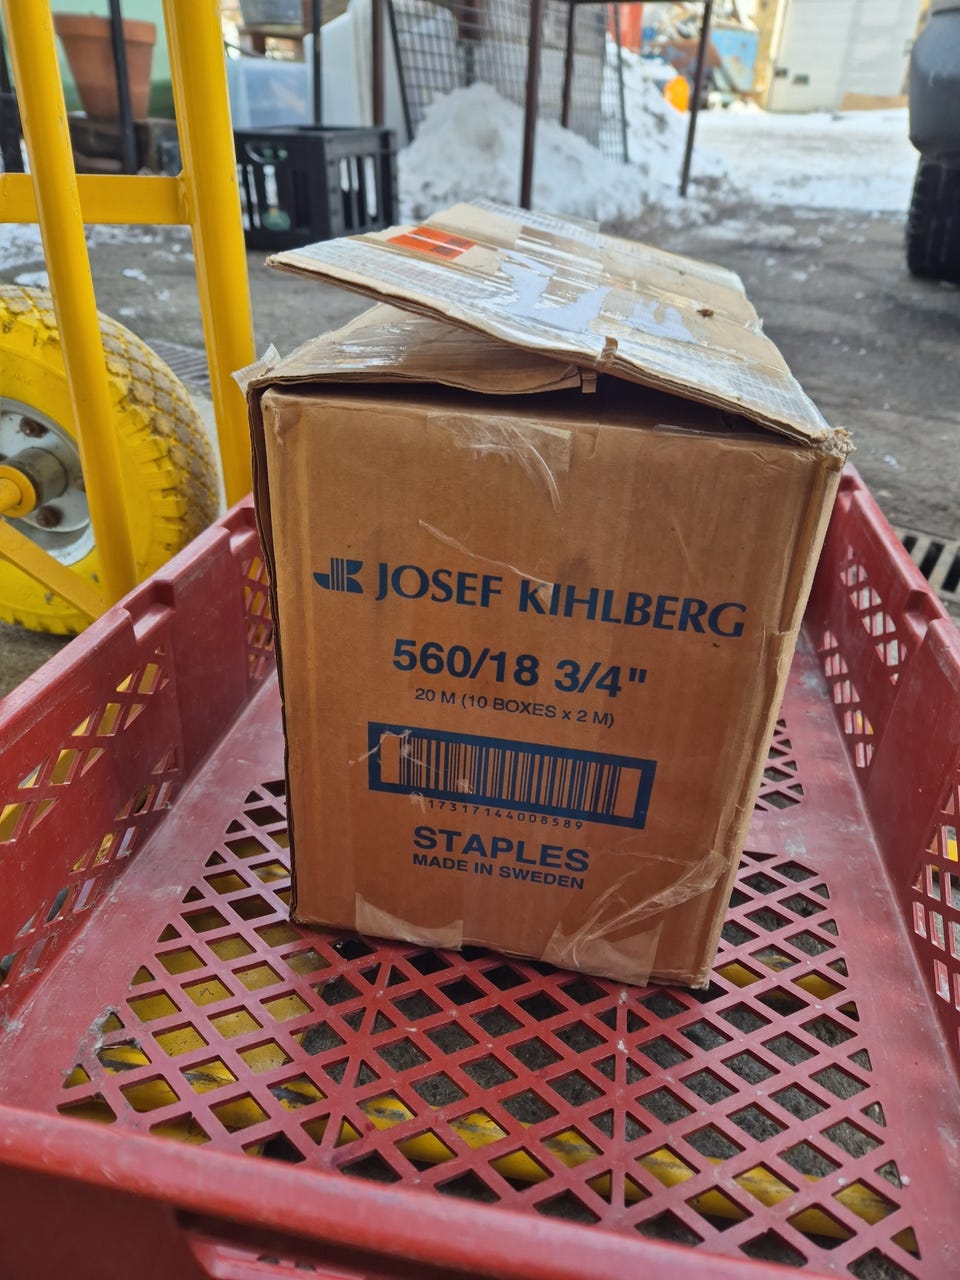 JOSEF KIHLBERG
560/18 3/4"
20 M (10 BOXES x 2 M)
17317144008589
STAPLES
MADE IN SWEDEN